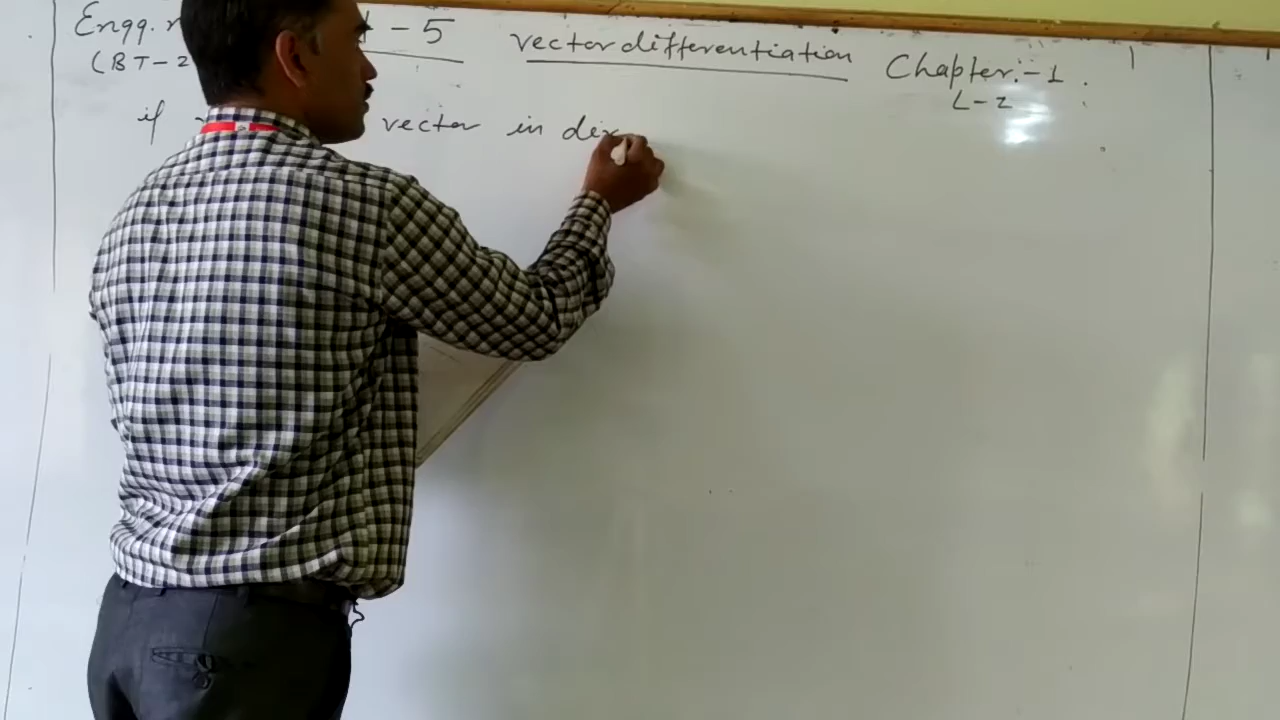 Engg. - 5 vector differentiation Chapter:-1.
(BT-2 L-2
if vector in dir